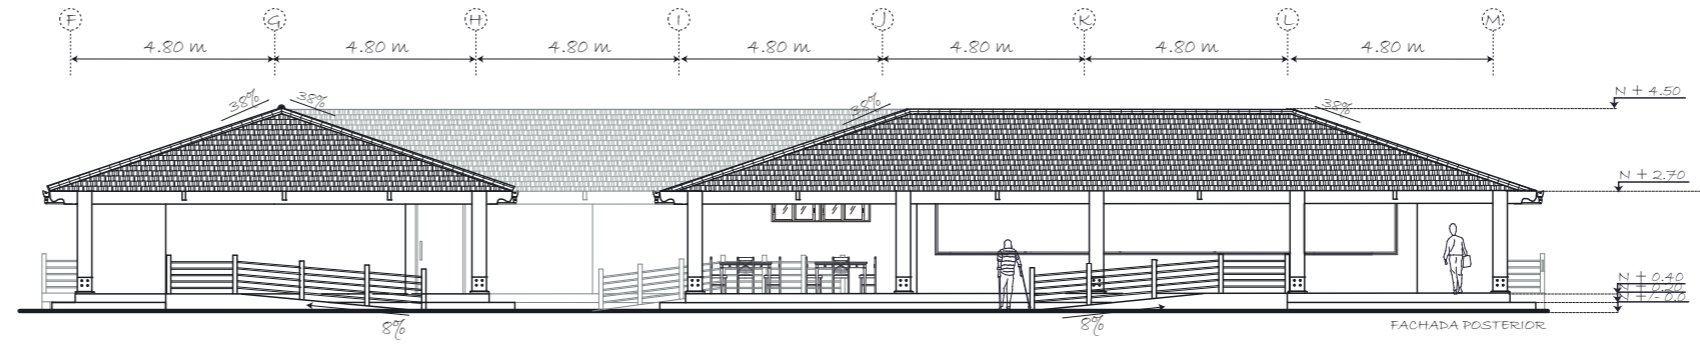 F G H I J K L M
4.80 m 4.80 m 4.80 m 4.80 m 4.80 m 4.80 m 4.80 m
38% 38% 38% 38%
N + 4.50
N + 2.70
N + 0.40
N + 0.20
N +/- 0.0
8% 8%
FACHADA POSTERIOR